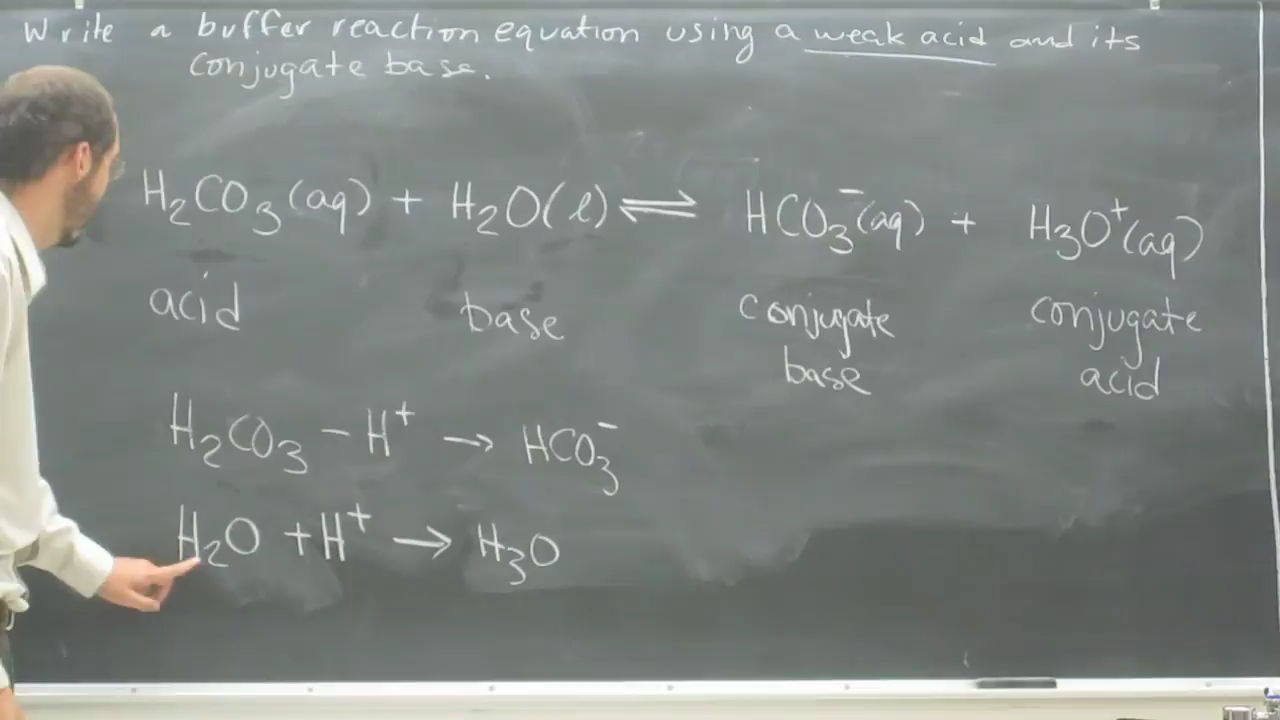 Write a buffer reaction equation using a weak acid and its
conjugate base.
H₂CO₃(aq) + H₂O(l) ⇌ HCO₃⁻(aq) + H₃O⁺(aq)
acid base conjugate base conjugate acid
H₂CO₃ – H⁺ → HCO₃⁻
H₂O + H⁺ → H₃O